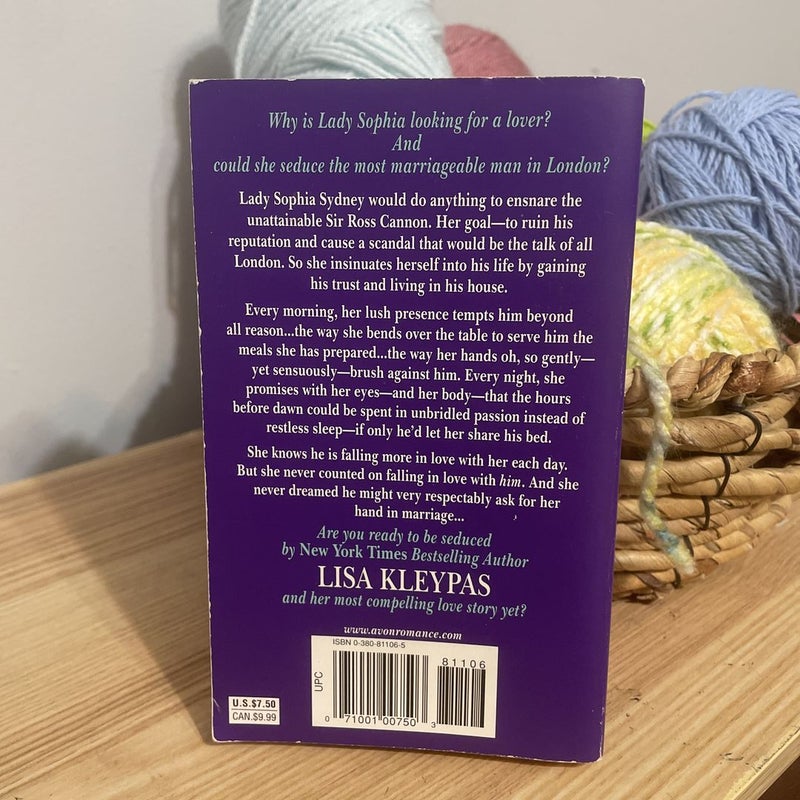 Why is Lady Sophia looking for a lover?
And
could she seduce the most marriageable man in London?
Lady Sophia Sydney would do anything to ensnare the
unattainable Sir Ross Cannon. Her goal—to ruin his
reputation and cause a scandal that would be the talk of all
London. So she insinuates herself into his life by gaining
his trust and living in his house.
Every morning, her lush presence tempts him beyond
all reason...the way she bends over the table to serve him the
meals she has prepared...the way her hands oh, so gently—
yet sensuously—brush against him. Every night, she
promises with her eyes—and her body—that the hours
before dawn could be spent in unbridled passion instead of
restless sleep—if only he'd let her share his bed.
She knows he is falling more in love with her each day.
But she never counted on falling in love with him. And she
never dreamed he might very respectably ask for her
hand in marriage...
Are you ready to be seduced
by New York Times Bestselling Author
LISA KLEYPAS
and her most compelling love story yet?
www.avonromance.com
ISBN 0-380-81106-5
81106
UPC
0 71001 00750 3
U.S.$7.50
CAN.$9.99